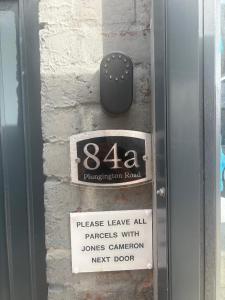 84a
Plungington Road
PLEASE LEAVE ALL
PARCELS WITH
JONES CAMERON
NEXT DOOR